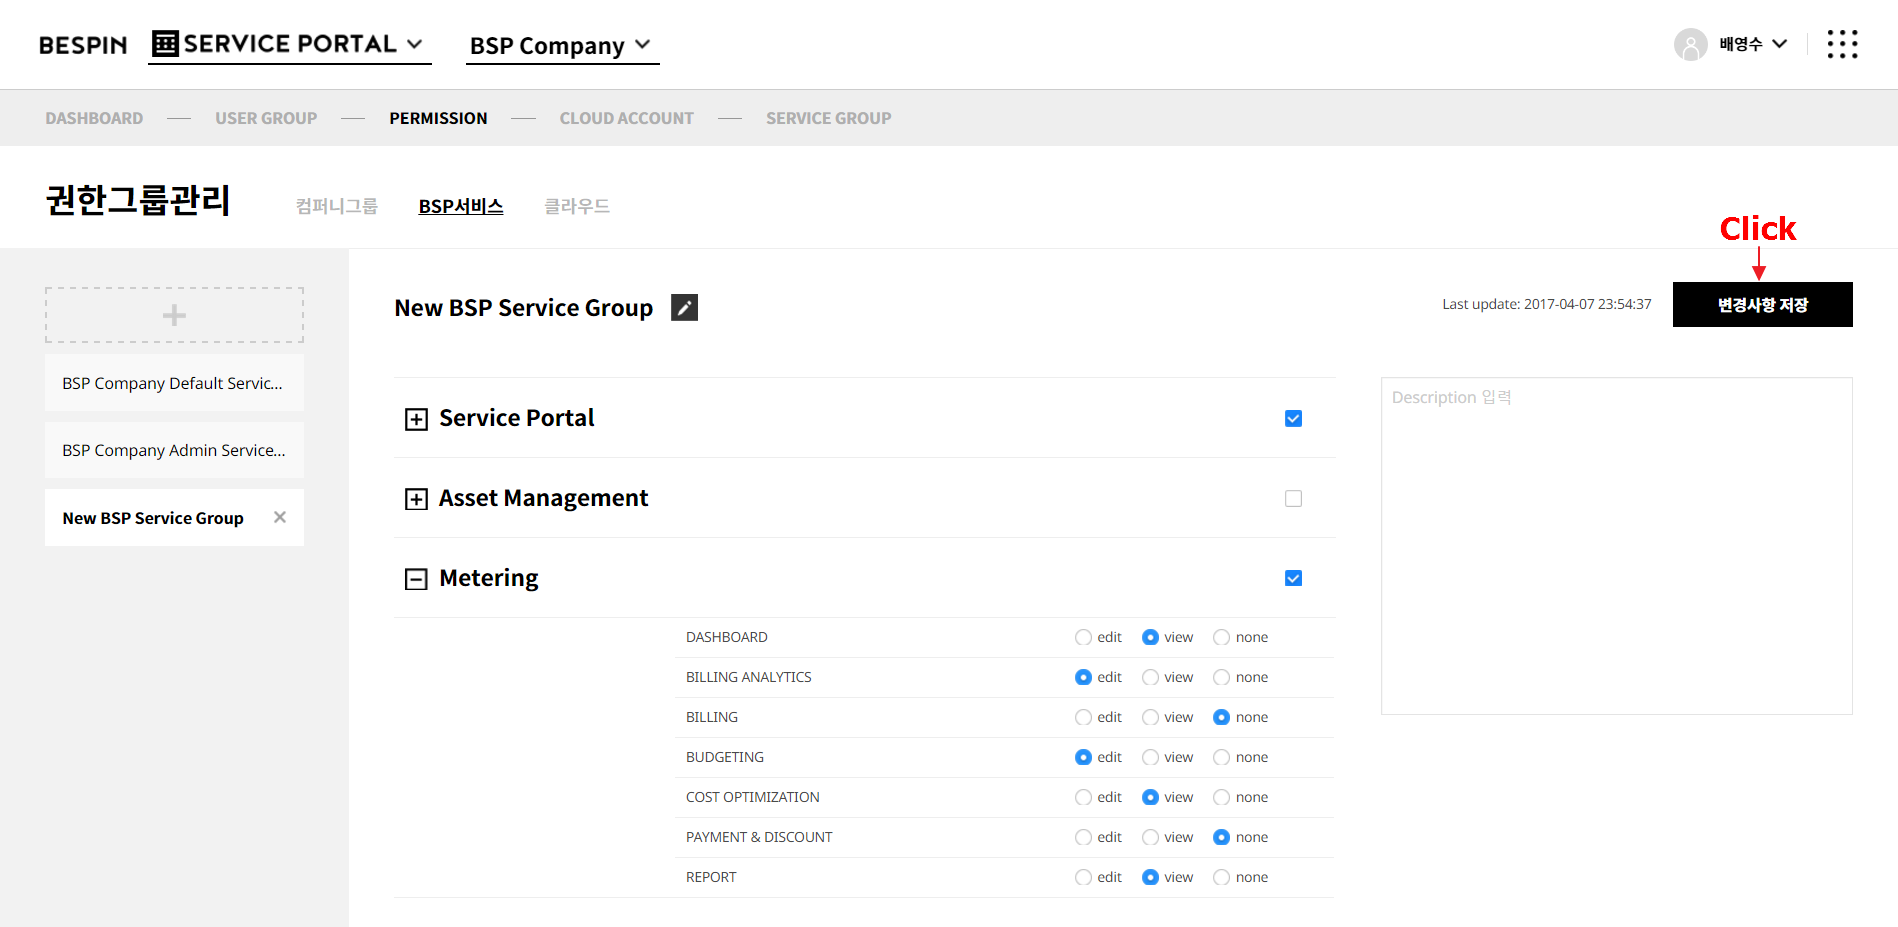 BESPIN SERVICE PORTAL BSP Company 배영수
DASHBOARD USER GROUP PERMISSION CLOUD ACCOUNT SERVICE GROUP
권한그룹관리 컴퍼니그룹 BSP서비스 클라우드
Click
New BSP Service Group Last update: 2017-04-07 23:54:37 변경사항 저장
BSP Company Default Servic...
BSP Company Admin Service...
New BSP Service Group
Service Portal
Asset Management
Metering
DASHBOARD edit view none
BILLING ANALYTICS edit view none
BILLING edit view none
BUDGETING edit view none
COST OPTIMIZATION edit view none
PAYMENT & DISCOUNT edit view none
REPORT edit view none
Description 입력